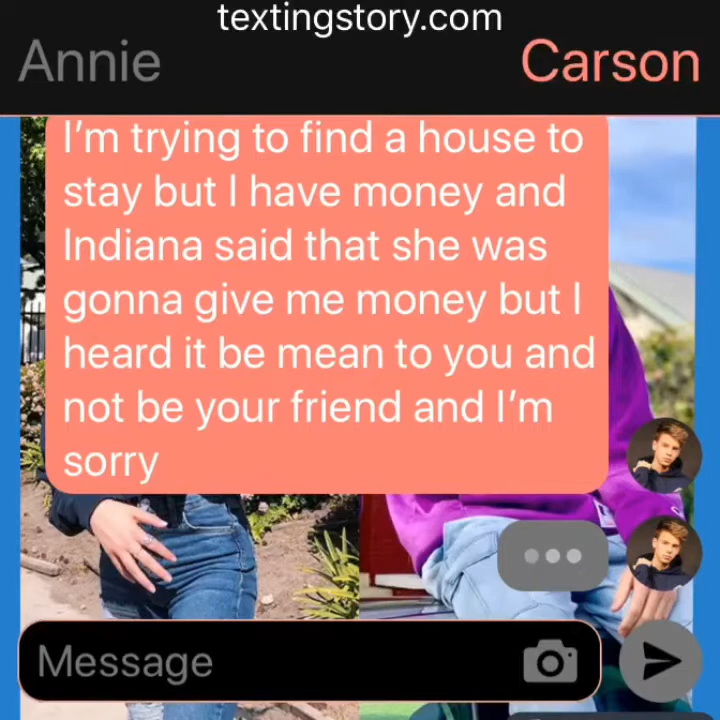 textingstory.com
Annie
Carson
I'm trying to find a house to
stay but I have money and
Indiana said that she was
gonna give me money but I
heard it be mean to you and
not be your friend and I'm
sorry
Message